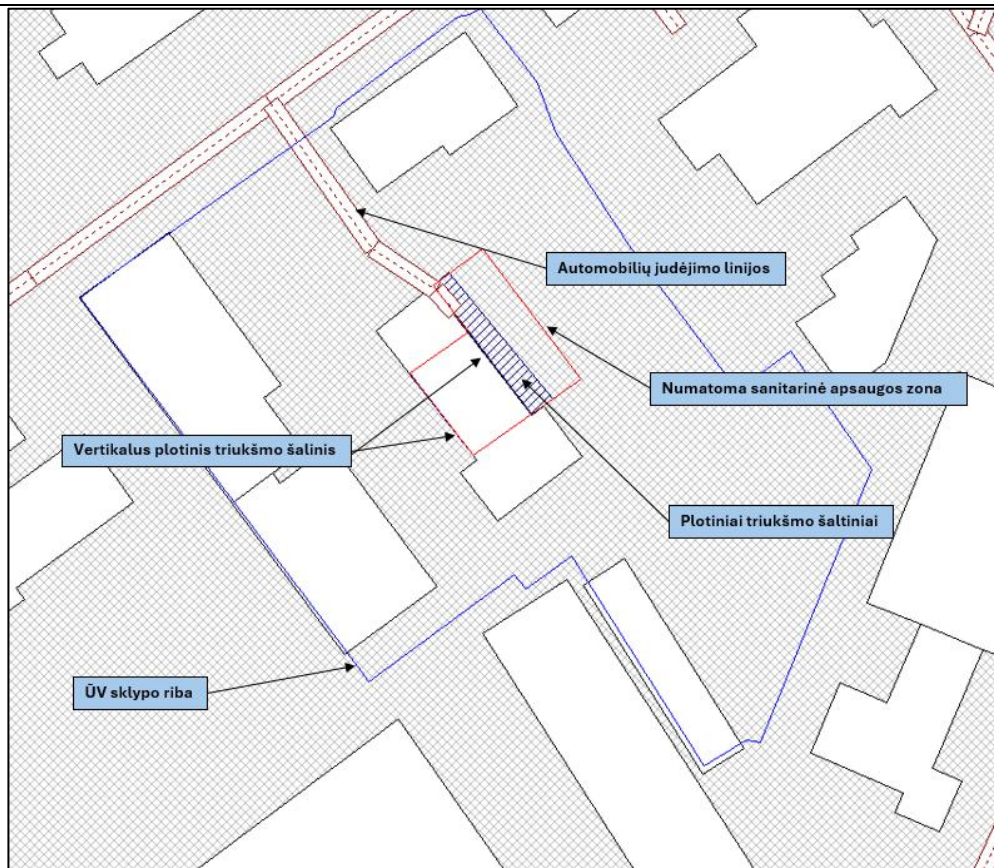 Automobilių judėjimo linijos
Numatoma sanitarinė apsaugos zona
Vertikalus plotinis triukšmo šalinis
Plotiniai triukšmo šaltiniai
ŪV sklypo riba